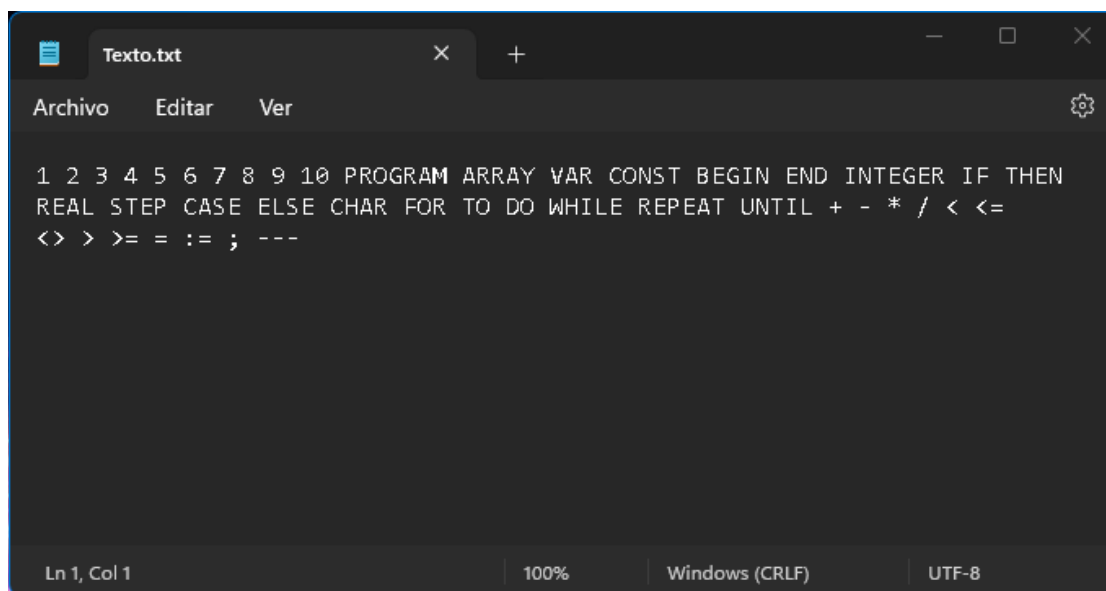 Texto.txt
Archivo Editar Ver
1 2 3 4 5 6 7 8 9 10 PROGRAM ARRAY VAR CONST BEGIN END INTEGER IF THEN
REAL STEP CASE ELSE CHAR FOR TO DO WHILE REPEAT UNTIL + - * / < <=
<> > >= = := ; ---
Ln 1, Col 1 100% Windows (CRLF) UTF-8